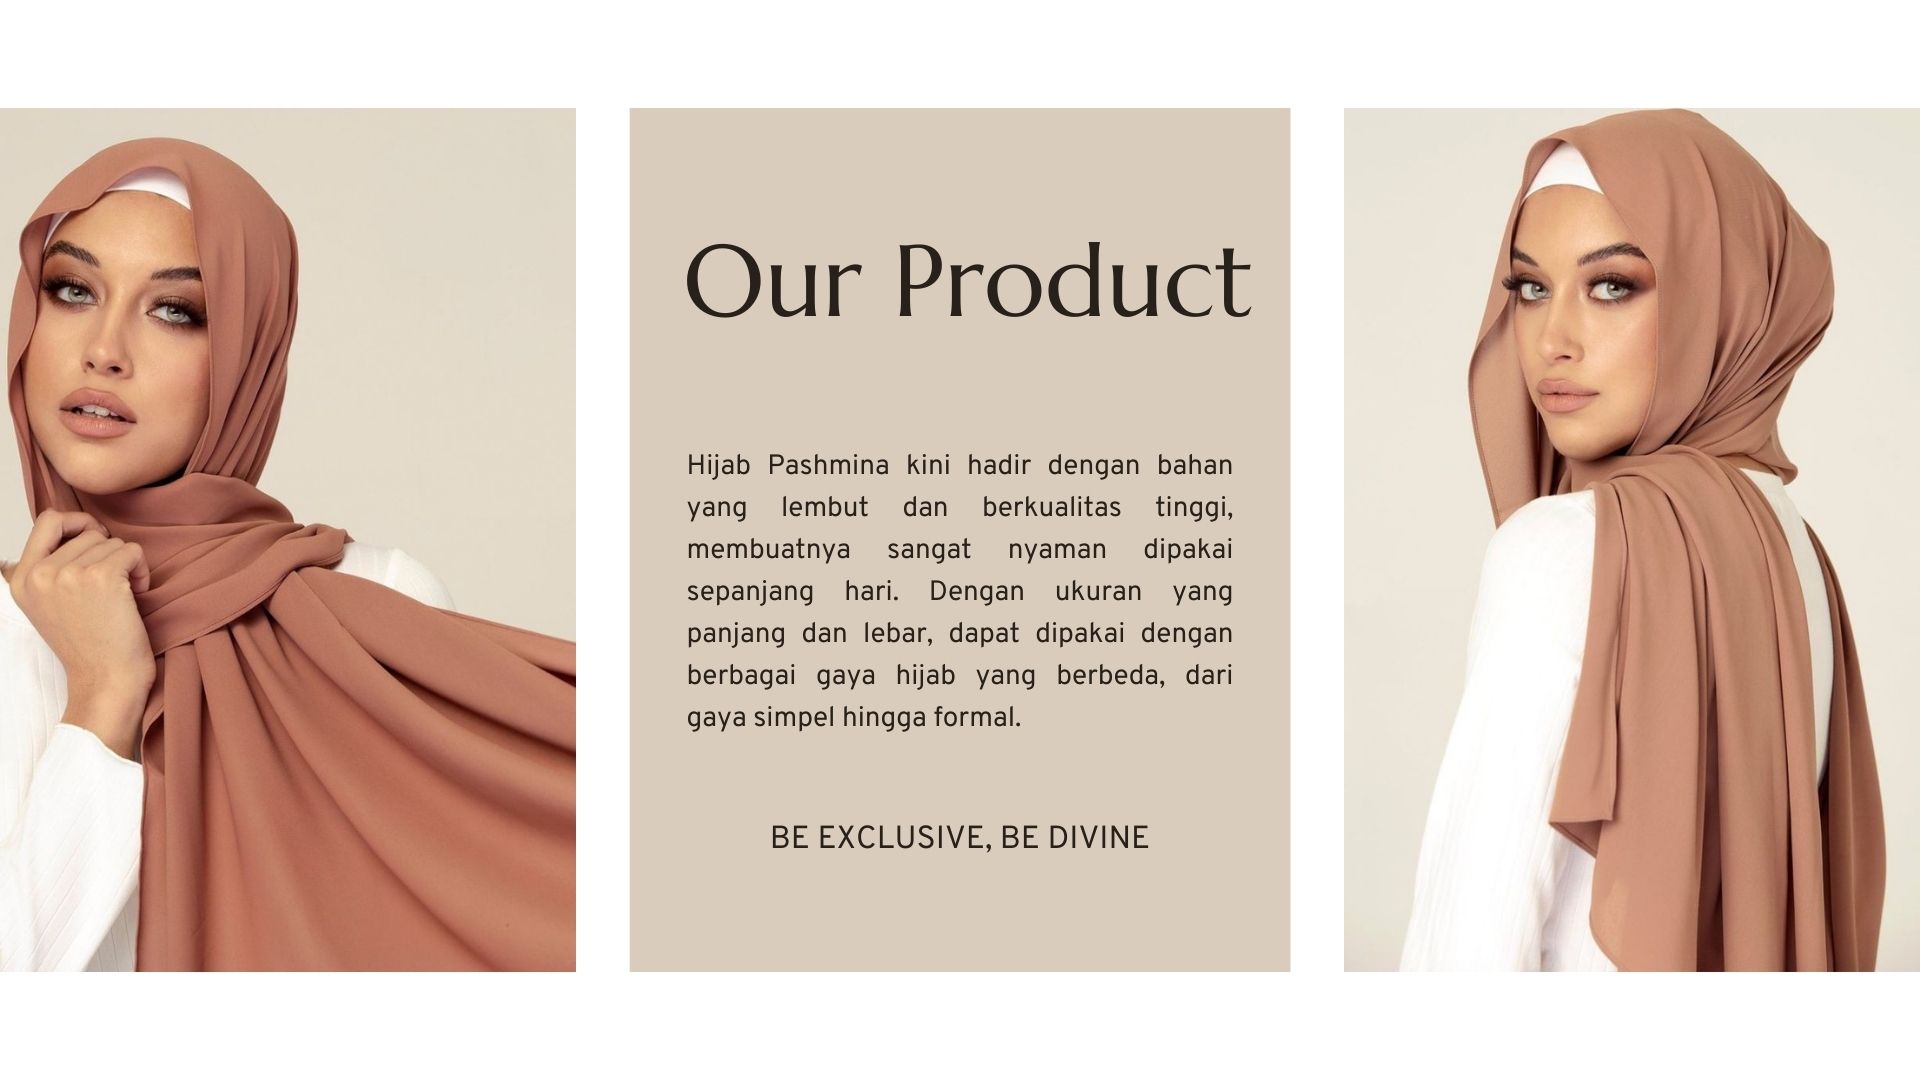 Our Product
Hijab Pashmina kini hadir dengan bahan
yang lembut dan berkualitas tinggi,
membuatnya sangat nyaman dipakai
sepanjang hari. Dengan ukuran yang
panjang dan lebar, dapat dipakai dengan
berbagai gaya hijab yang berbeda, dari
gaya simpel hingga formal.
BE EXCLUSIVE, BE DIVINE